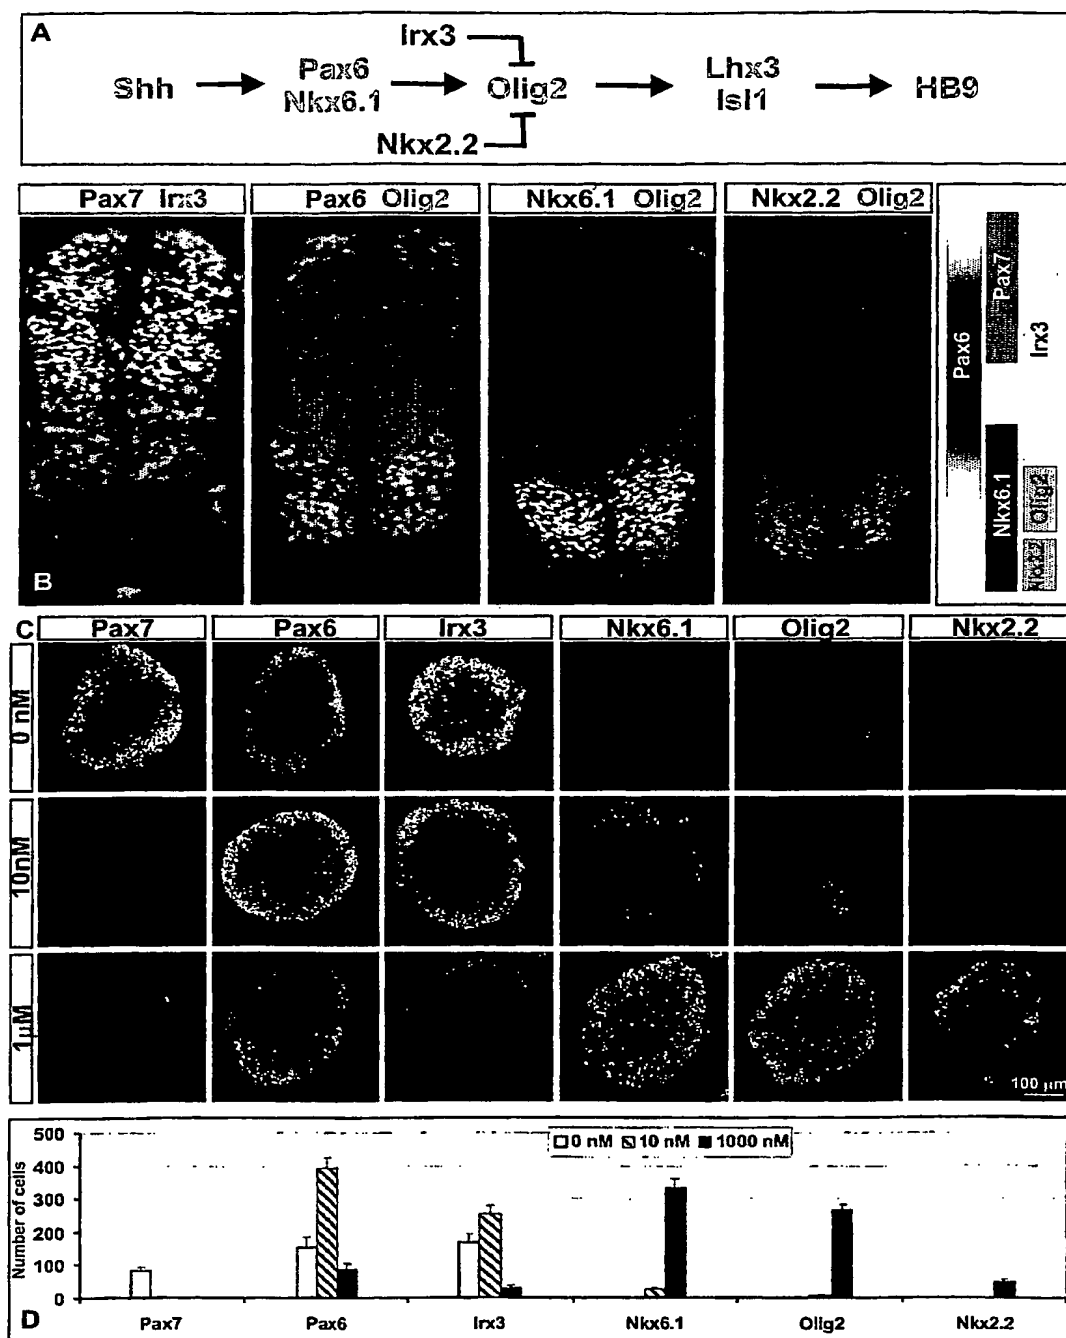 A
Irx3
Shh
Pax6
Nkx6.1
Olig2
Lhx3
Isl1
HB9
Nkx2.2
Pax7 Irx3
Pax6 Olig2
Nkx6.1 Olig2
Nkx2.2 Olig2
B
Pax6
Pax7
Irx3
Nkx6.1
Olig2
C
Pax7
Pax6
Irx3
Nkx6.1
Olig2
Nkx2.2
0 nM
10nM
1µM
100 µm
500
400
300
200
100
0
Number of cells
0 nM 10 nM 1000 nM
D
Pax7
Pax6
Irx3
Nkx6.1
Olig2
Nkx2.2